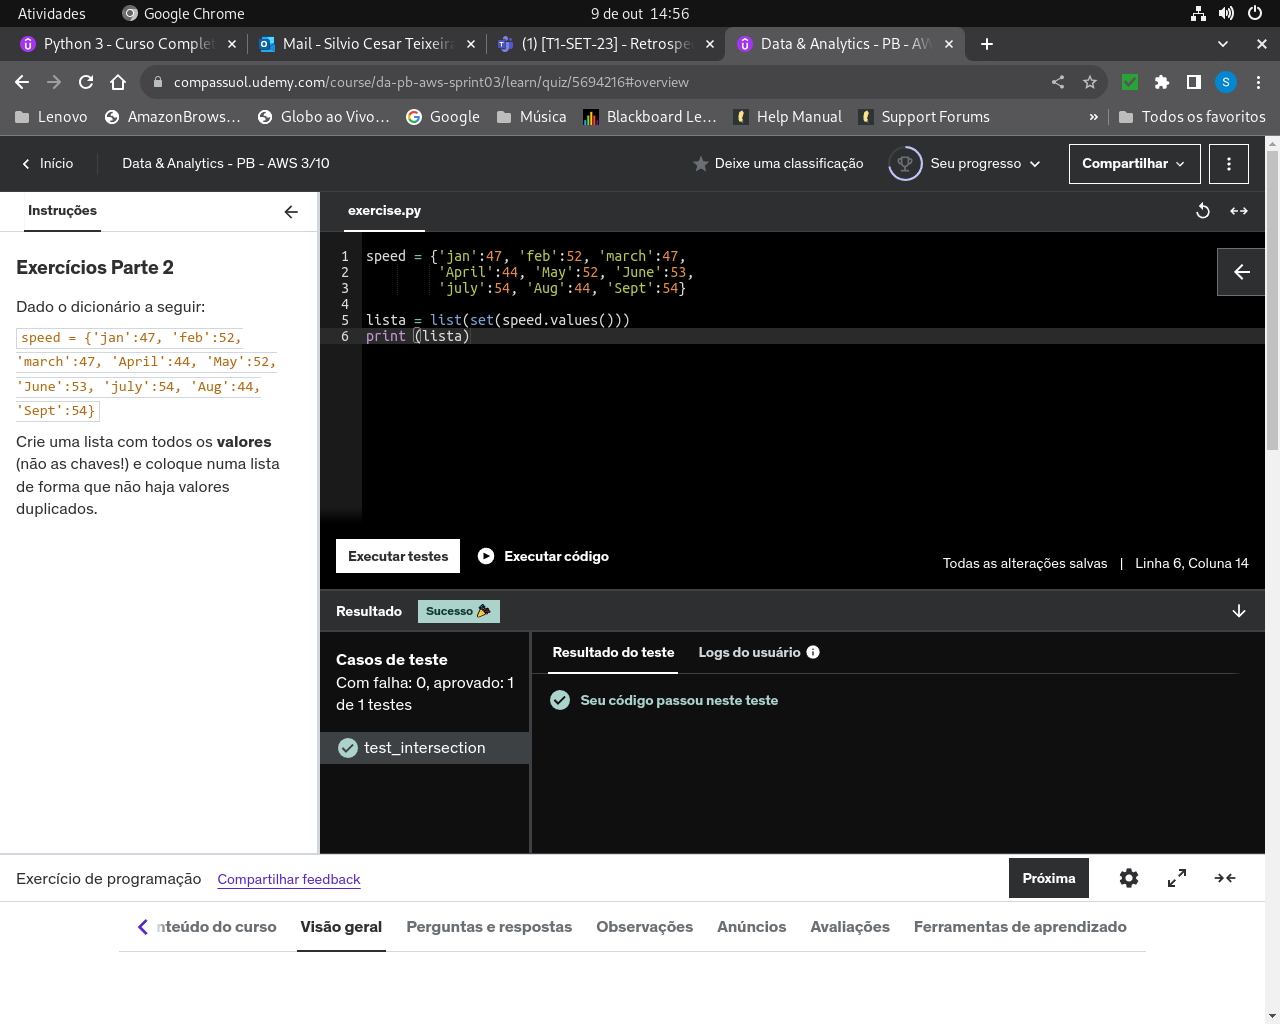 Atividades
Google Chrome
9 de out 14:56
Python 3 - Curso Complet
Mail - Silvio Cesar Teixeira
(1) [T1-SET-23] - Retrospe
Data & Analytics - PB - AW
compassuol.udemy.com/course/da-pb-aws-sprint03/learn/quiz/5694216#overview
S
Lenovo
AmazonBrows...
Globo ao Vivo...
Google
Música
Blackboard Le...
Help Manual
Support Forums
»
Todos os favoritos
Início
Data & Analytics - PB - AWS 3/10
Deixe uma classificação
Seu progresso
Compartilhar
Instruções
exercise.py
Exercícios Parte 2
Dado o dicionário a seguir:
speed = {'jan':47, 'feb':52,
'march':47, 'April':44, 'May':52,
'June':53, 'july':54, 'Aug':44,
'Sept':54}
Crie uma lista com todos os valores
(não as chaves!) e coloque numa lista
de forma que não haja valores
duplicados.
1 speed = {'jan':47, 'feb':52, 'march':47,
2 'April':44, 'May':52, 'June':53,
3 'july':54, 'Aug':44, 'Sept':54}
4
5 lista = list(set(speed.values()))
6 print (lista)
Executar testes
Executar código
Todas as alterações salvas | Linha 6, Coluna 14
Resultado
Sucesso
Casos de teste
Com falha: 0, aprovado: 1
de 1 testes
test_intersection
Resultado do teste
Logs do usuário
Seu código passou neste teste
Exercício de programação
Compartilhar feedback
Próxima
nteúdo do curso
Visão geral
Perguntas e respostas
Observações
Anúncios
Avaliações
Ferramentas de aprendizado